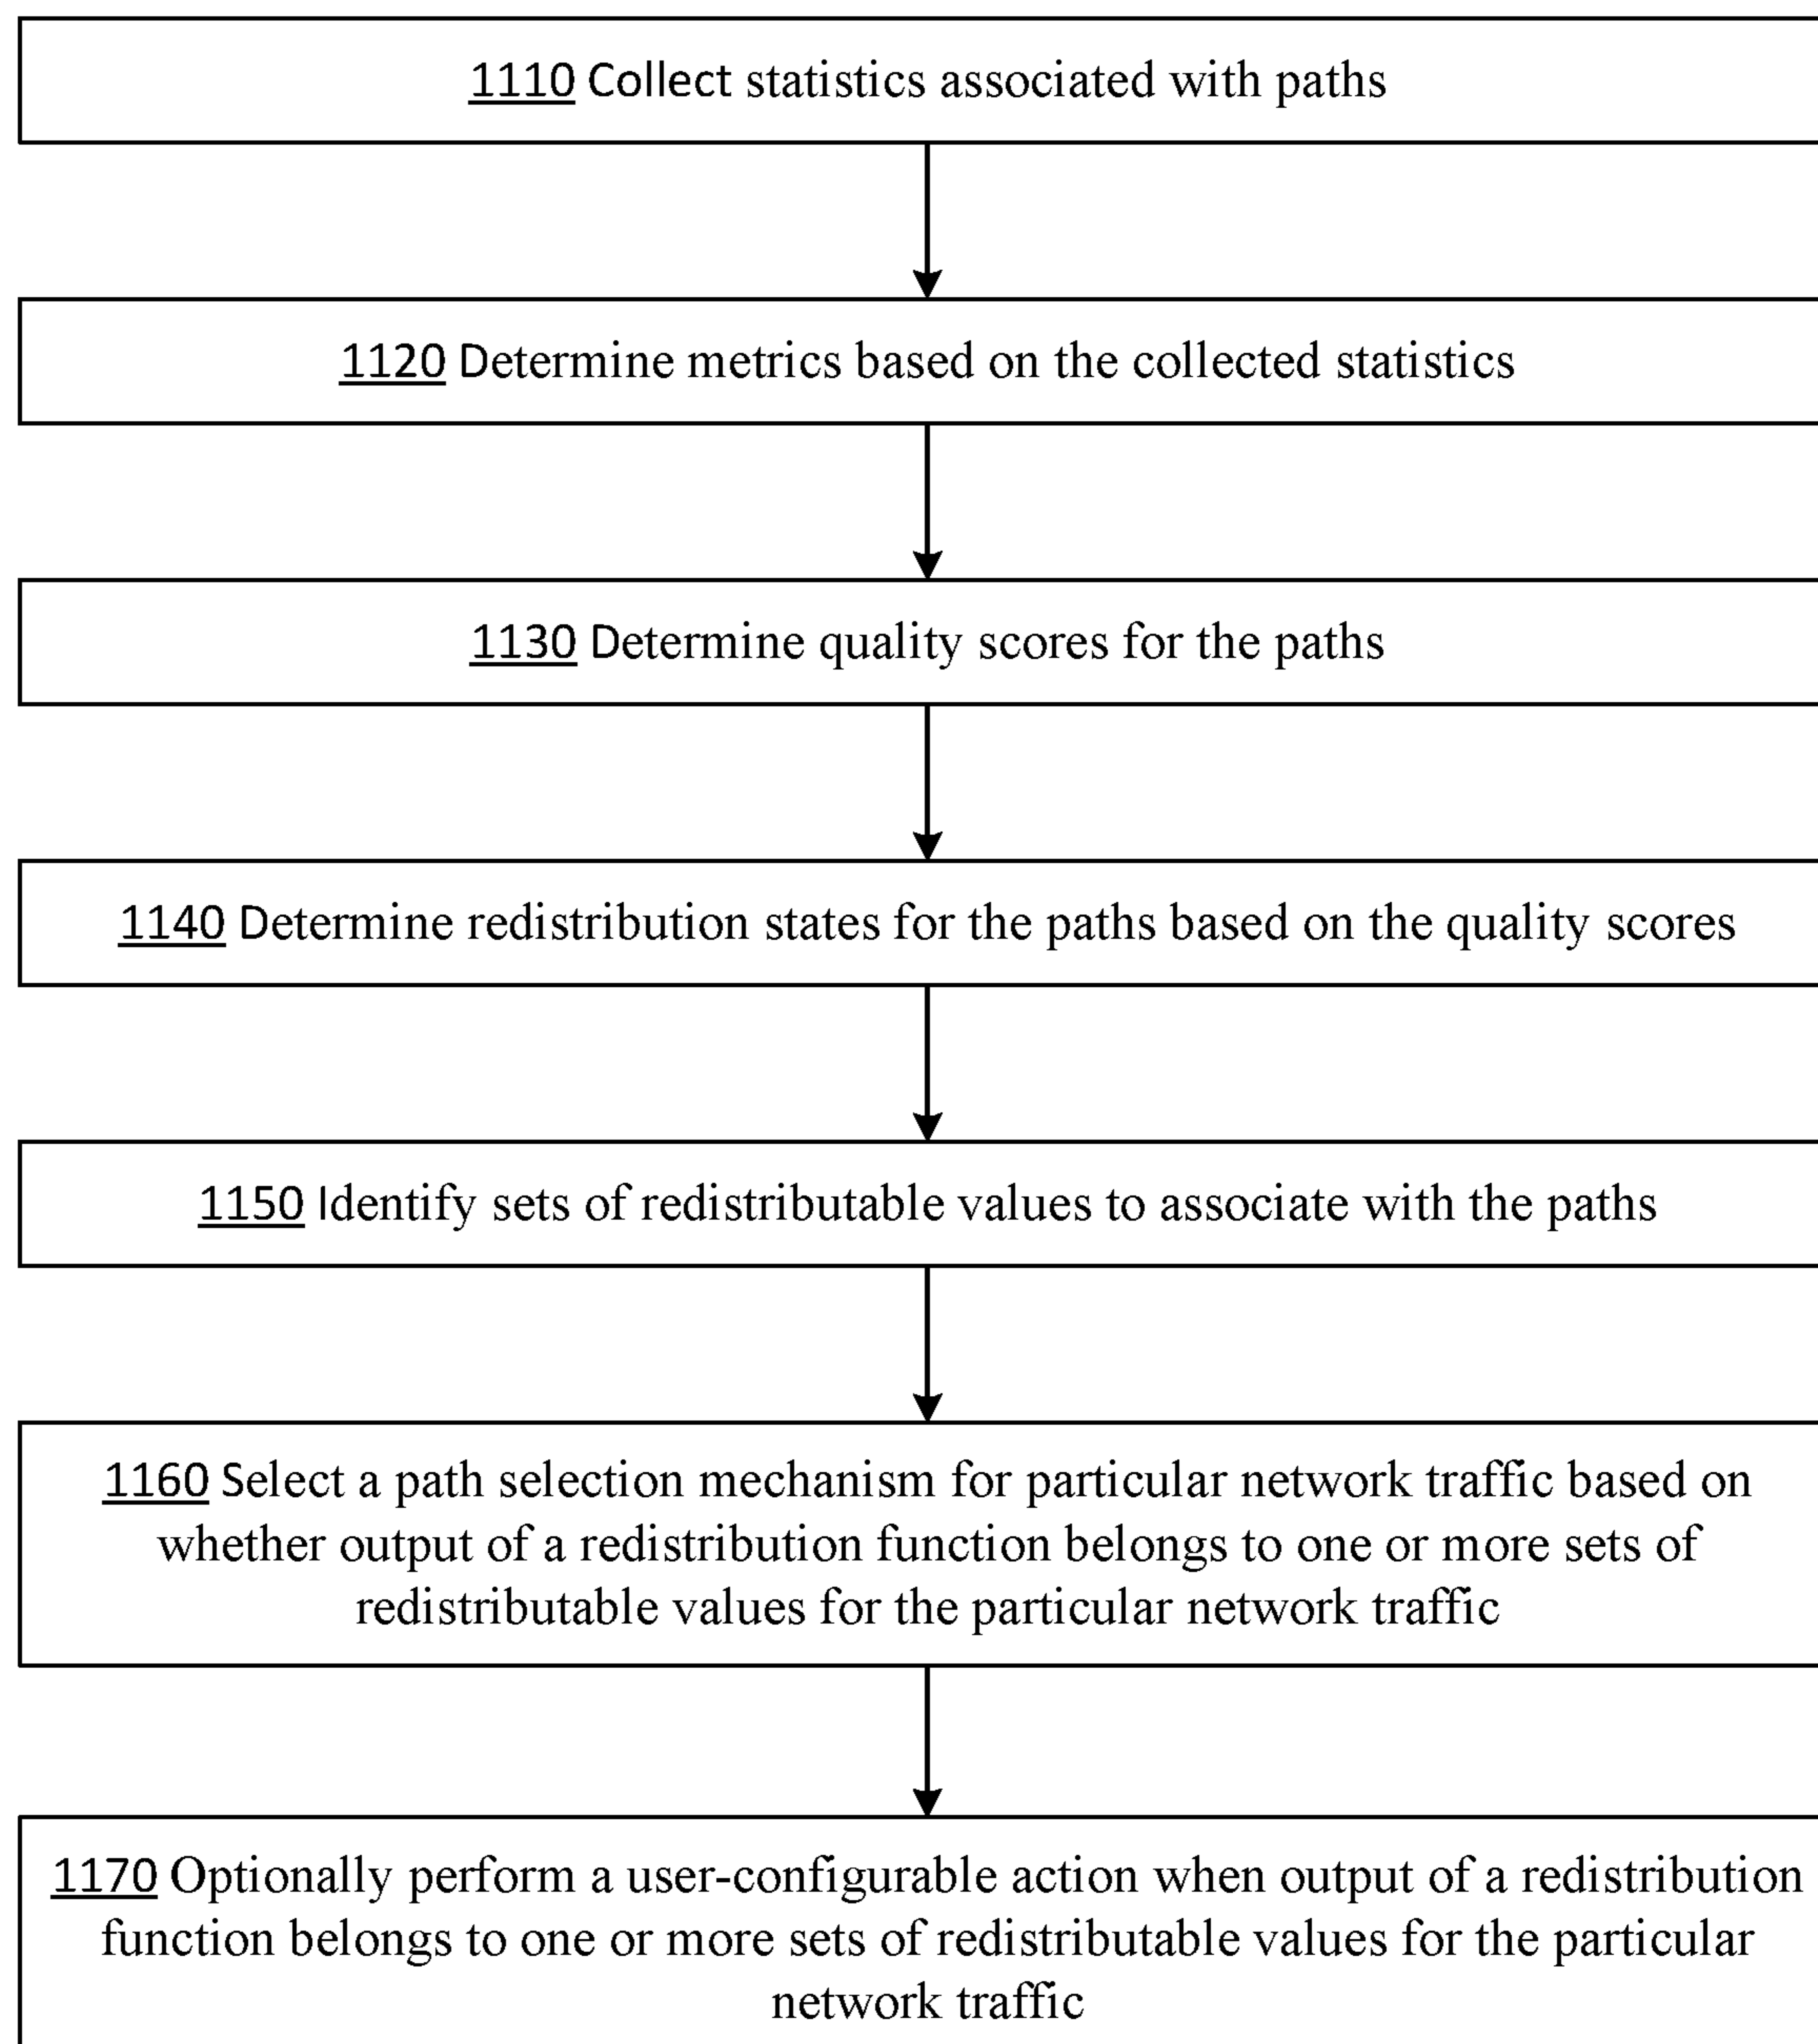 1110 Collect statistics associated with paths
1120 Determine metrics based on the collected statistics
1130 Determine quality scores for the paths
1140 Determine redistribution states for the paths based on the quality scores
1150 Identify sets of redistributable values to associate with the paths
1160 Select a path selection mechanism for particular network traffic based on
whether output of a redistribution function belongs to one or more sets of
redistributable values for the particular network traffic
1170 Optionally perform a user-configurable action when output of a redistribution
function belongs to one or more sets of redistributable values for the particular
network traffic